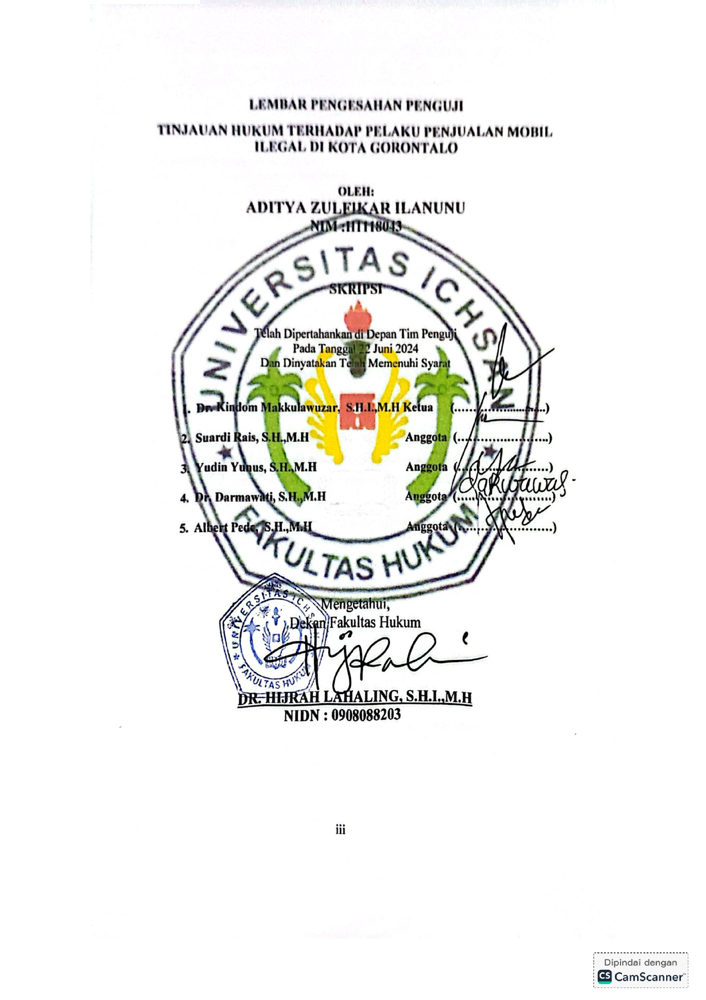 LEMBAR PENGESAHAN PENGUJI
TINJAUAN HUKUM TERHADAP PELAKU PENJUALAN MOBIL
ILEGAL DI KOTA GORONTALO
OLEH:
ADITYA ZULFIKAR ILANUNU
NIM :H1118043
UNIVERSITAS ICHSAN
SKRIPSI
Telah Dipertahankan di Depan Tim Penguji
Pada Tanggal 22 Juni 2024
Dan Dinyatakan Telah Memenuhi Syarat
1. Dr. Kindom Makkulawuzar, S.H.I.,M.H Ketua (..........................)
2. Suardi Rais, S.H.,M.H Anggota (..........................)
3. Yudin Yunus, S.H.,M.H Anggota (..........................)
4. Dr. Darmawati, S.H.,M.H Anggota (..........................)
5. Albert Pede, S.H.,M.H Anggota (..........................)
FAKULTAS HUKUM
UNIVERSITAS ICHSAN
FAKULTAS HUKUM
Mengetahui,
Dekan Fakultas Hukum
DR. HIJRAH LAHALING, S.H.I.,M.H
NIDN : 0908088203
iii
Dipindai dengan
CS CamScanner